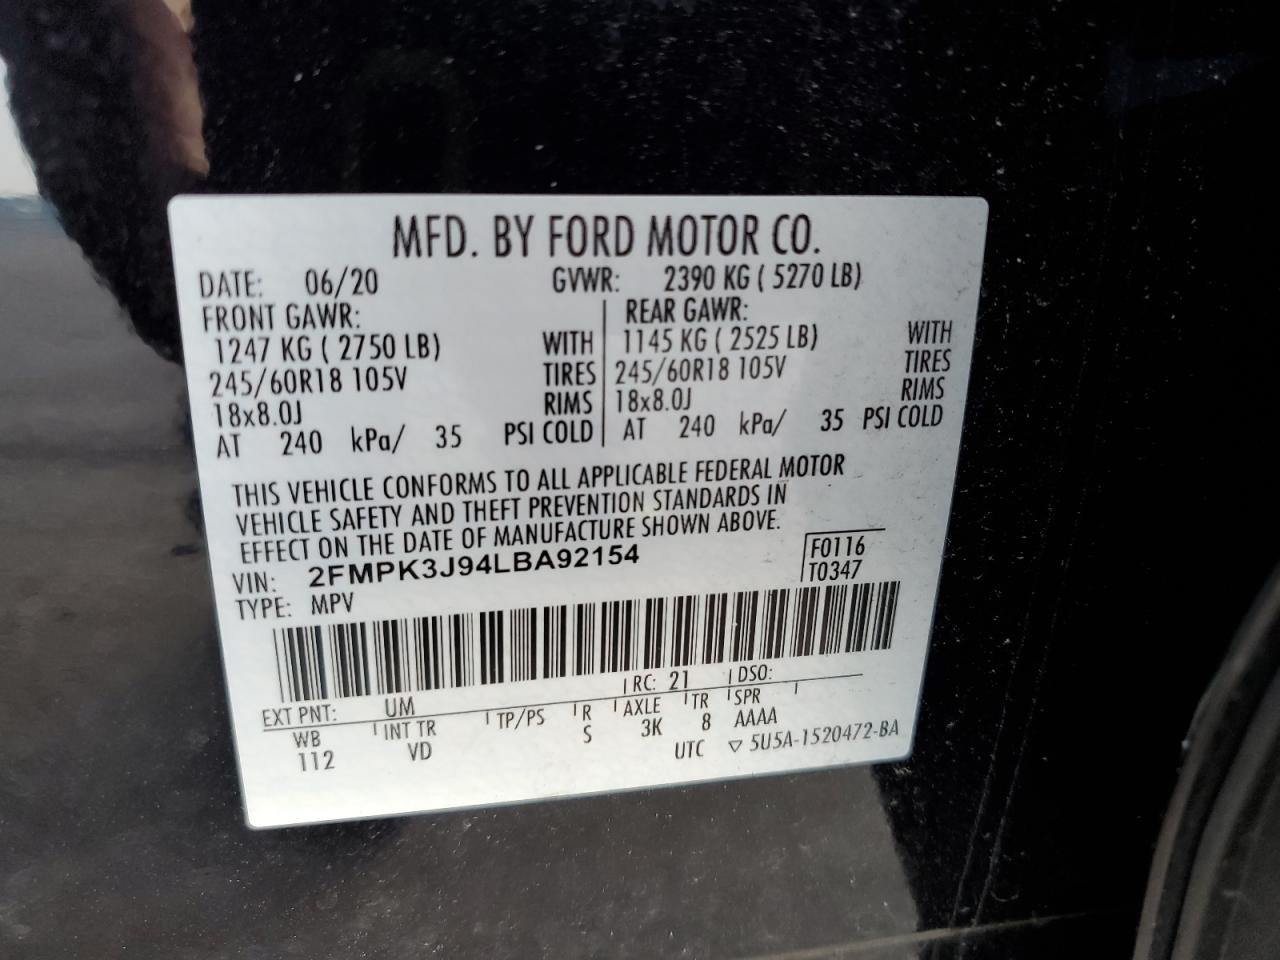 MFD. BY FORD MOTOR CO.
DATE: 06/20 GVWR: 2390 KG ( 5270 LB)
FRONT GAWR: REAR GAWR:
1247 KG ( 2750 LB) WITH 1145 KG ( 2525 LB) WITH
245/60R18 105V TIRES 245/60R18 105V TIRES
18x8.0J RIMS 18x8.0J RIMS
AT 240 kPa/ 35 PSI COLD AT 240 kPa/ 35 PSI COLD
THIS VEHICLE CONFORMS TO ALL APPLICABLE FEDERAL MOTOR
VEHICLE SAFETY AND THEFT PREVENTION STANDARDS IN
EFFECT ON THE DATE OF MANUFACTURE SHOWN ABOVE.
VIN: 2FMPK3J94LBA92154 F0116
TYPE: MPV T0347
EXT PNT: UM RC: 21 DSO:
WB INT TR TP/PS R AXLE TR SPR
112 VD S 3K 8 AAAA
UTC ▽ 5U5A-1520472-BA